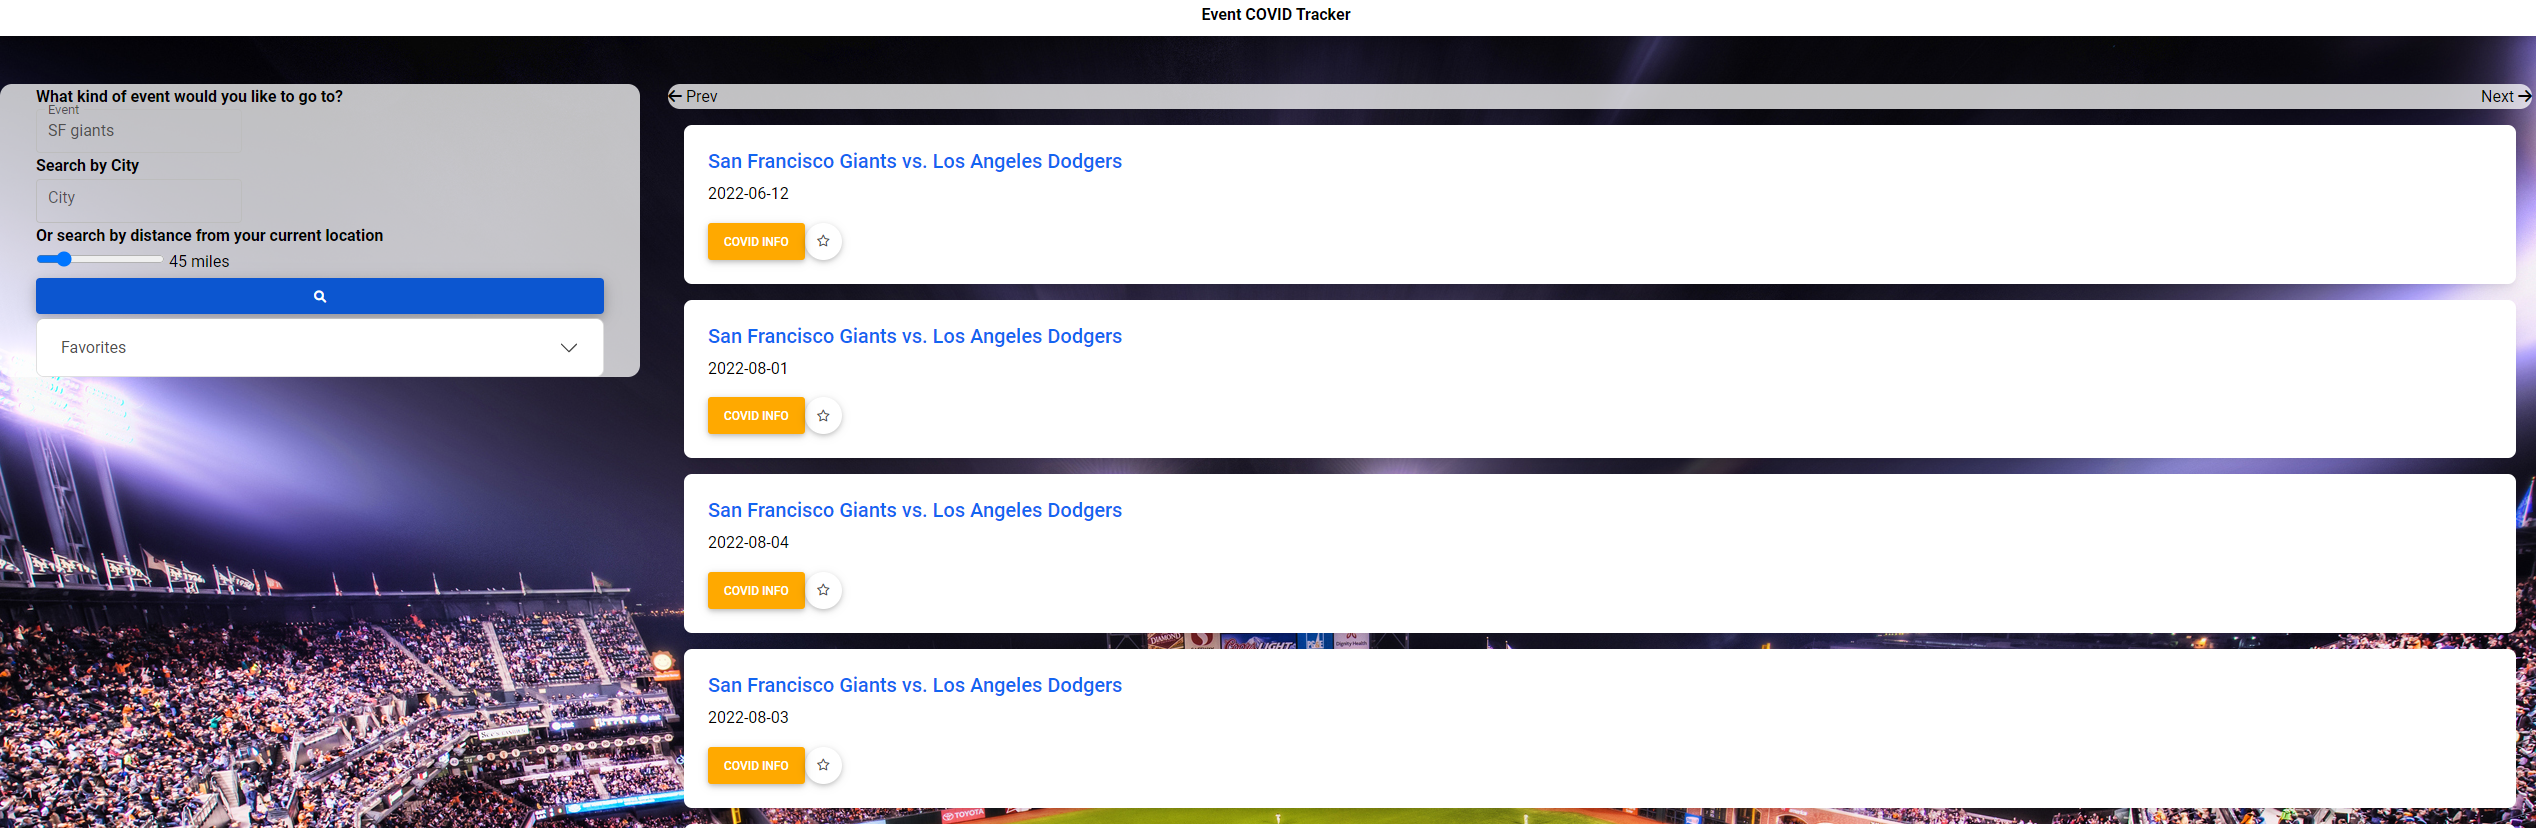 Event COVID Tracker
What kind of event would you like to go to?
Event
SF giants
Search by City
City
Or search by distance from your current location
45 miles
Favorites
Prev
Next
San Francisco Giants vs. Los Angeles Dodgers
2022-06-12
COVID INFO
San Francisco Giants vs. Los Angeles Dodgers
2022-08-01
COVID INFO
San Francisco Giants vs. Los Angeles Dodgers
2022-08-04
COVID INFO
San Francisco Giants vs. Los Angeles Dodgers
2022-08-03
COVID INFO
DIAMOND
Dignity Health
TOYOTA